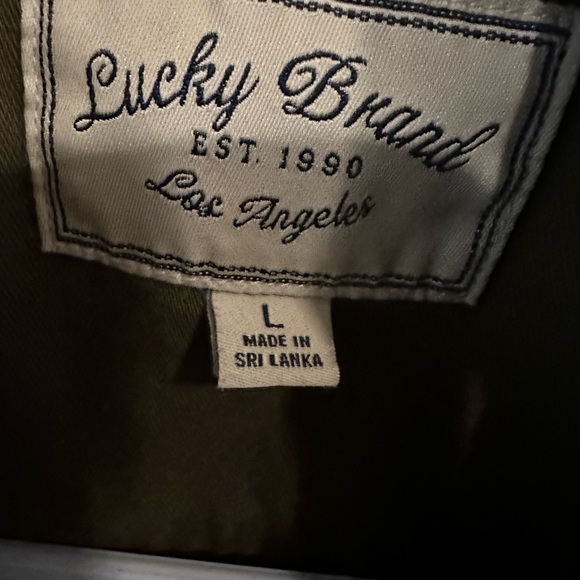 Lucky Brand
EST. 1990
Los Angeles
L
MADE IN
SRI LANKA